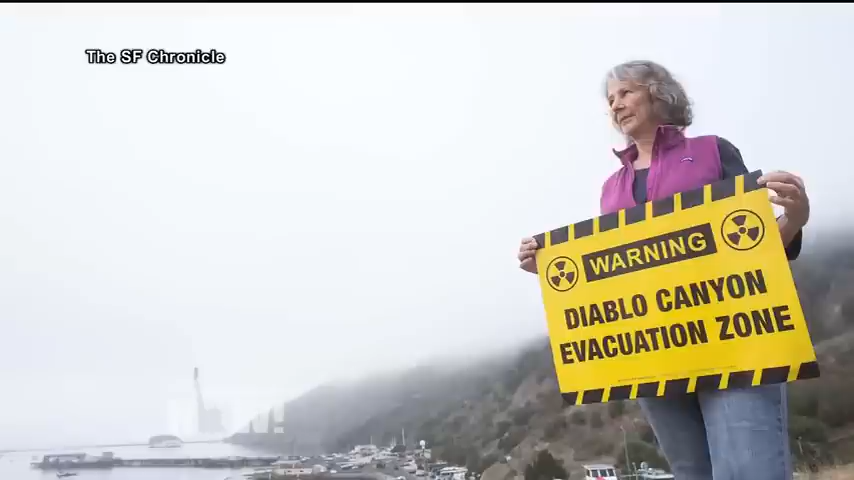 The SF Chronicle
WARNING
DIABLO CANYON
EVACUATION ZONE